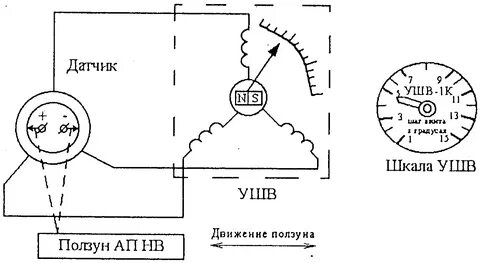 Датчик
+ -
N S
УШВ
Ползун АП НВ
Движение ползуна
7 9
УШВ-1К
5 11
3 13
шаг винта
в градусах
1 15
Шкала УШВ